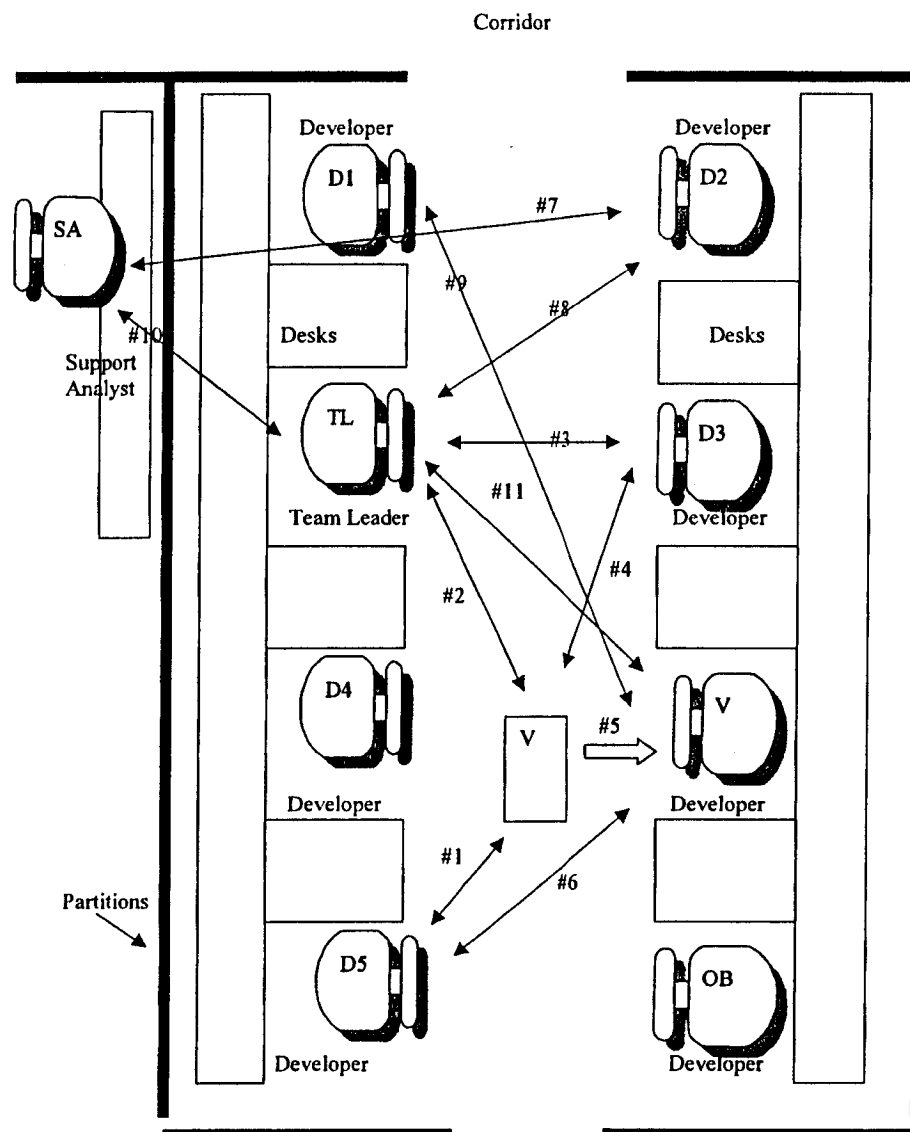 Corridor
Developer
Developer
D1
D2
SA
#7
#9
#8
#10
Desks
Desks
Support
Analyst
TL
D3
#3
#11
Team Leader
Developer
#2
#4
D4
V
V
#5
Developer
Developer
#1
#6
Partitions
D5
OB
Developer
Developer